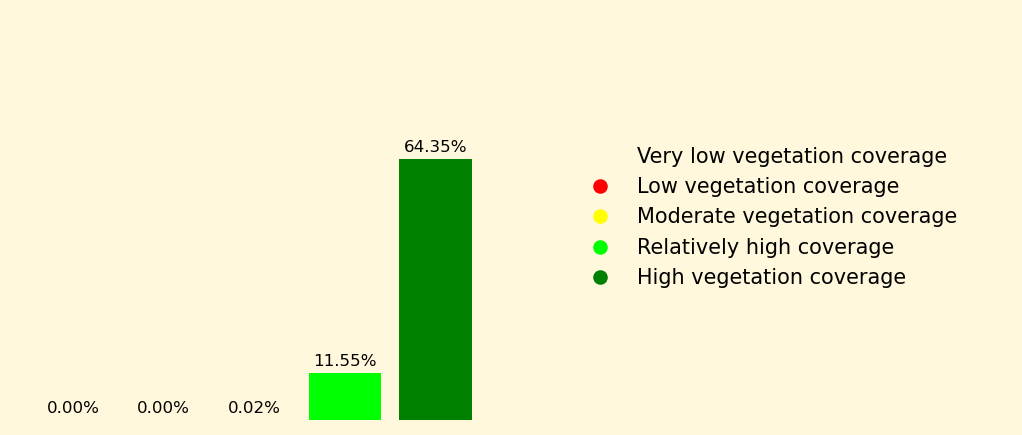 64.35%
11.55%
0.00%
0.00%
0.02%
Very low vegetation coverage
Low vegetation coverage
Moderate vegetation coverage
Relatively high coverage
High vegetation coverage